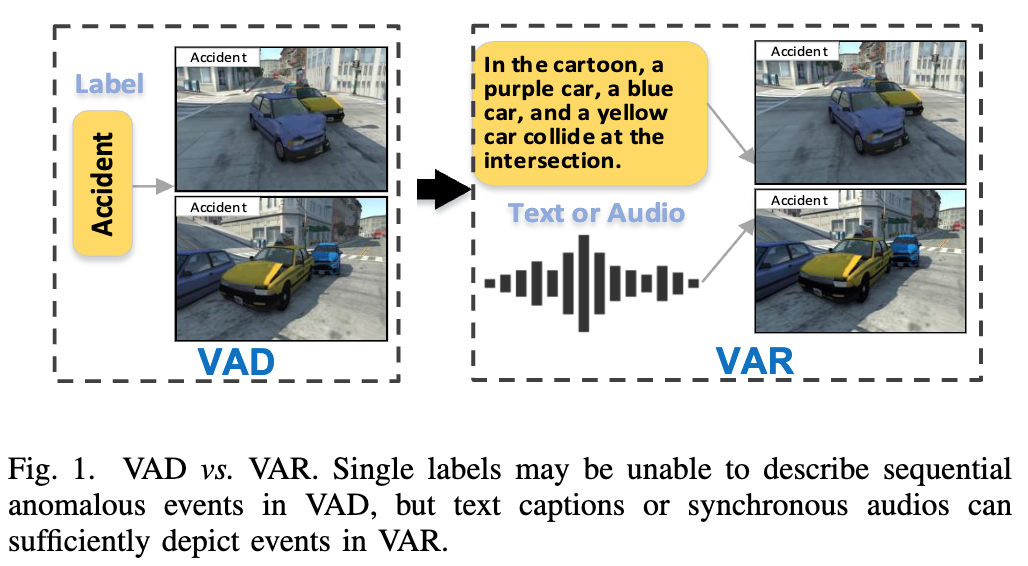 Label
Accident
Accident
Accident
VAD
In the cartoon, a
purple car, a blue
car, and a yellow
car collide at the
intersection.
Text or Audio
Accident
Accident
VAR
Fig. 1. VAD vs. VAR. Single labels may be unable to describe sequential
anomalous events in VAD, but text captions or synchronous audios can
sufficiently depict events in VAR.